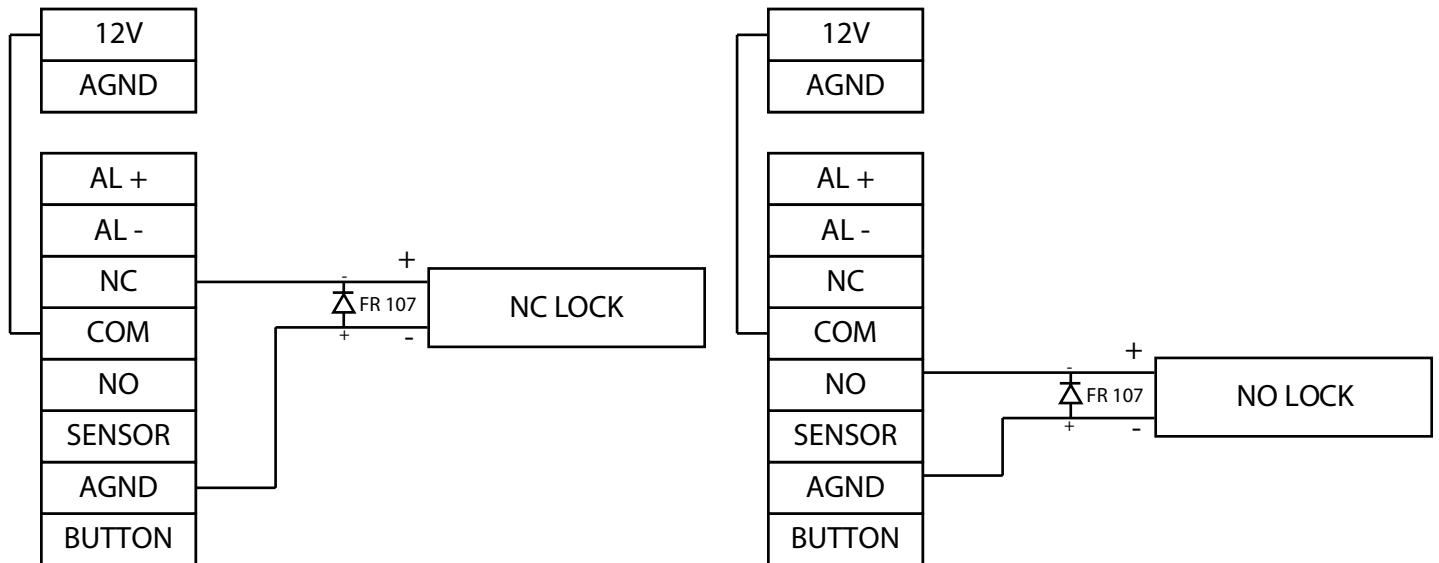 12V
AGND
AL +
AL -
NC
COM
NO
SENSOR
AGND
BUTTON
+
-
FR 107
+
-
NC LOCK
12V
AGND
AL +
AL -
NC
COM
NO
SENSOR
AGND
BUTTON
+
-
FR 107
+
-
NO LOCK